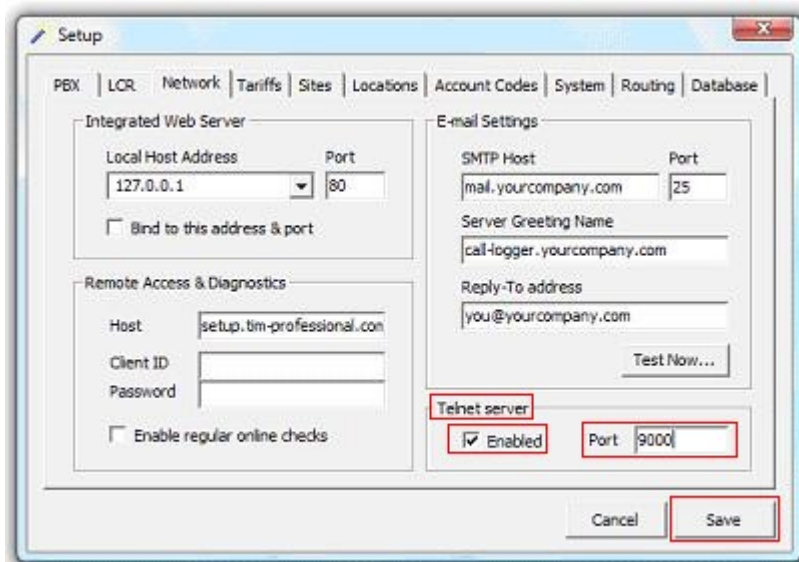 Setup
PBX LCR Network Tariffs Sites Locations Account Codes System Routing Database
Integrated Web Server
Local Host Address Port
127.0.0.1 80
Bind to this address & port
Remote Access & Diagnostics
Host setup.tim-professional.con
Client ID
Password
Enable regular online checks
E-mail Settings
SMTP Host Port
mail.yourcompany.com 25
Server Greeting Name
call-logger.yourcompany.com
Reply-To address
you@yourcompany.com
Test Now...
Telnet server
Enabled Port 9000
Cancel Save